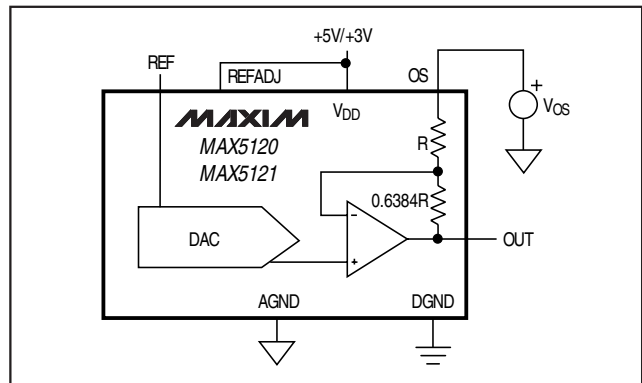 +5V/+3V
REF
REFADJ
OS
VDD
+
VOS
MAXIM
MAX5120
MAX5121
R
0.6384R
DAC
−
+
OUT
AGND
DGND